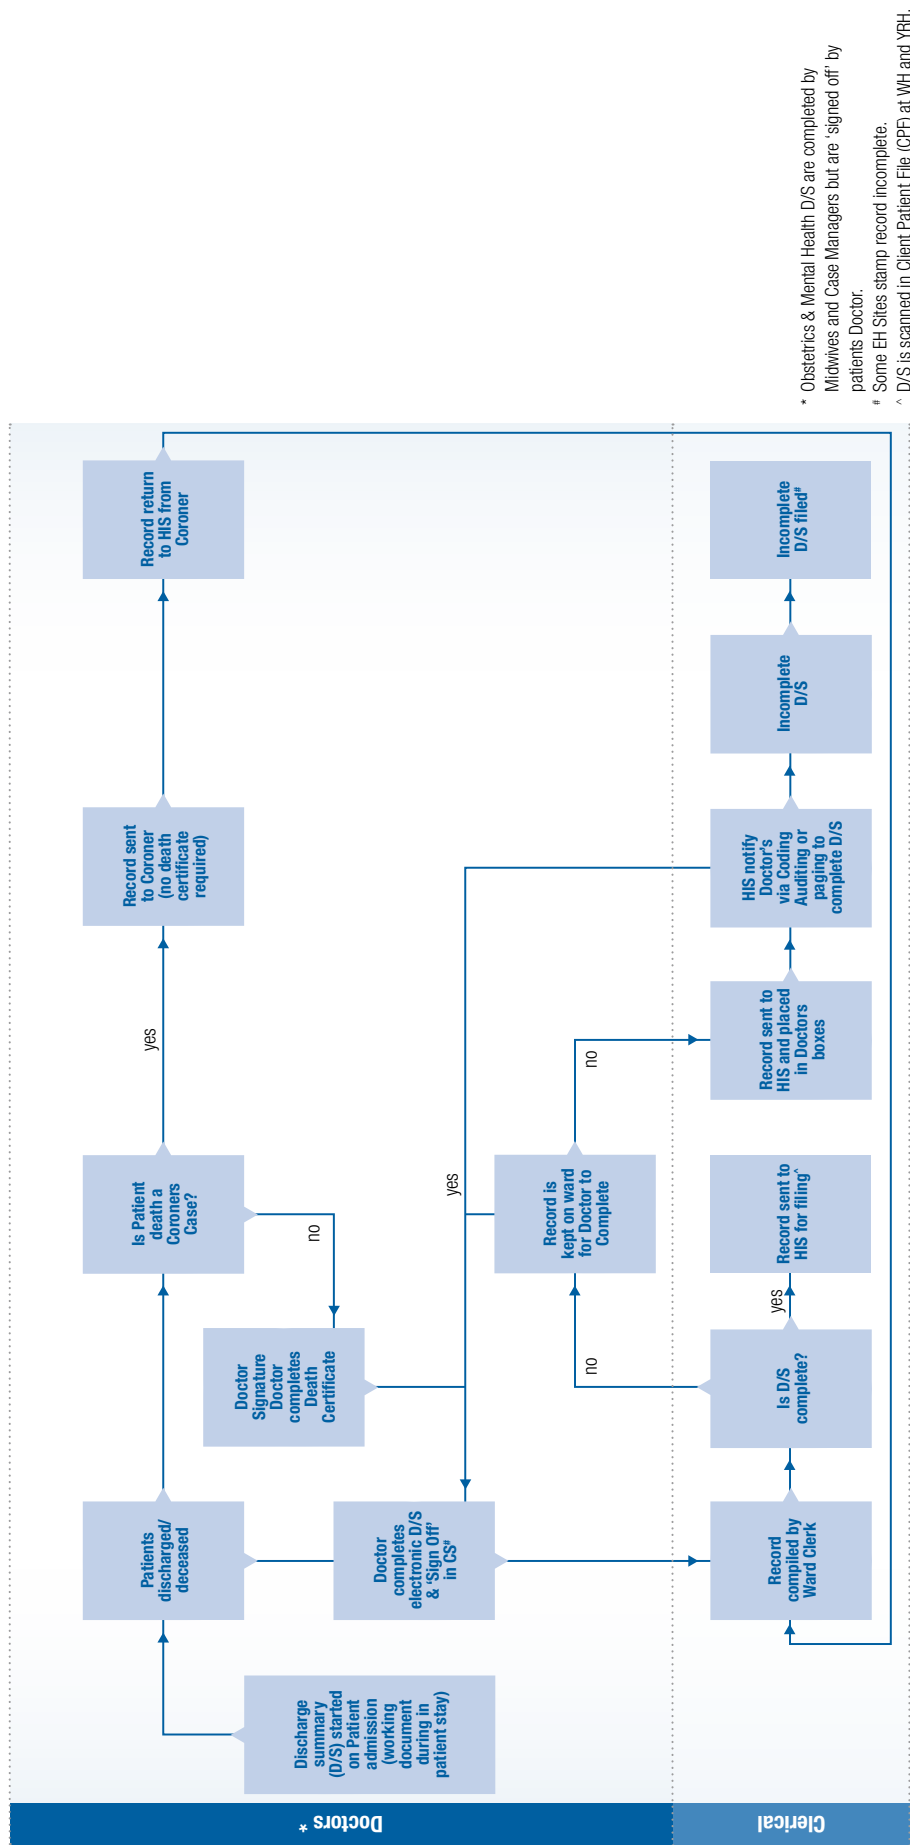 Doctors *
Clerical
Discharge
summary
(D/S) started
on Patient
admission
(working
document
during in
patient stay)
Patients
discharged/
deceased
Is Patient
death a
Coroners
Case?
yes
Record sent
to Coroner
(no death
certificate
required)
Record return
to HIS from
Coroner
no
Doctor
Signature
Doctor
completes
Death
Certificate
Doctor
completes
electronic D/S
& ‘Sign Off’
in CS#
yes
Record is
kept on ward
for Doctor to
Complete
no
no
Record
compiled by
Ward Clerk
Is D/S
complete?
yes
Record sent to
HIS for filing^
Record sent to
HIS and placed
in Doctors
boxes
HIS notify
Doctor's
via Coding
Auditing or
paging to
complete D/S
Incomplete
D/S
Incomplete
D/S filed#
* Obstetrics & Mental Health D/S are completed by
Midwives and Case Managers but are ‘signed off’ by
patients Doctor.
# Some EH Sites stamp record incomplete.
^ D/S is scanned in Client Patient File (CPF) at WH and YRH.